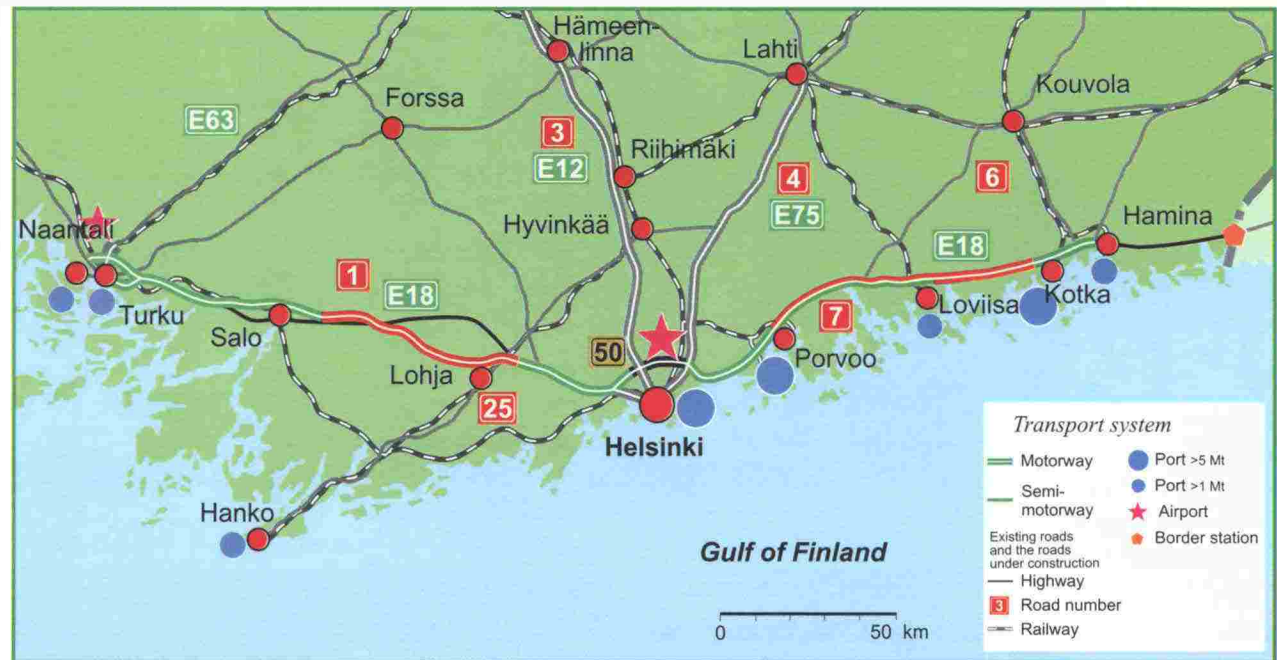 Hämeen-
linna
Lahti
Kouvola
Forssa
E63
3
E12
Riihimäki
4
E75
6
Hyvinkää
Hamina
Naantali
E18
1
E18
Turku
Salo
Lohja
25
50
7
Porvoo
Loviisa
Kotka
Helsinki
Hanko
Gulf of Finland
0 50 km
Transport system
Motorway
Semi-
motorway
Existing roads
and the roads
under construction
Highway
3 Road number
Railway
Port >5 Mt
Port >1 Mt
Airport
Border station